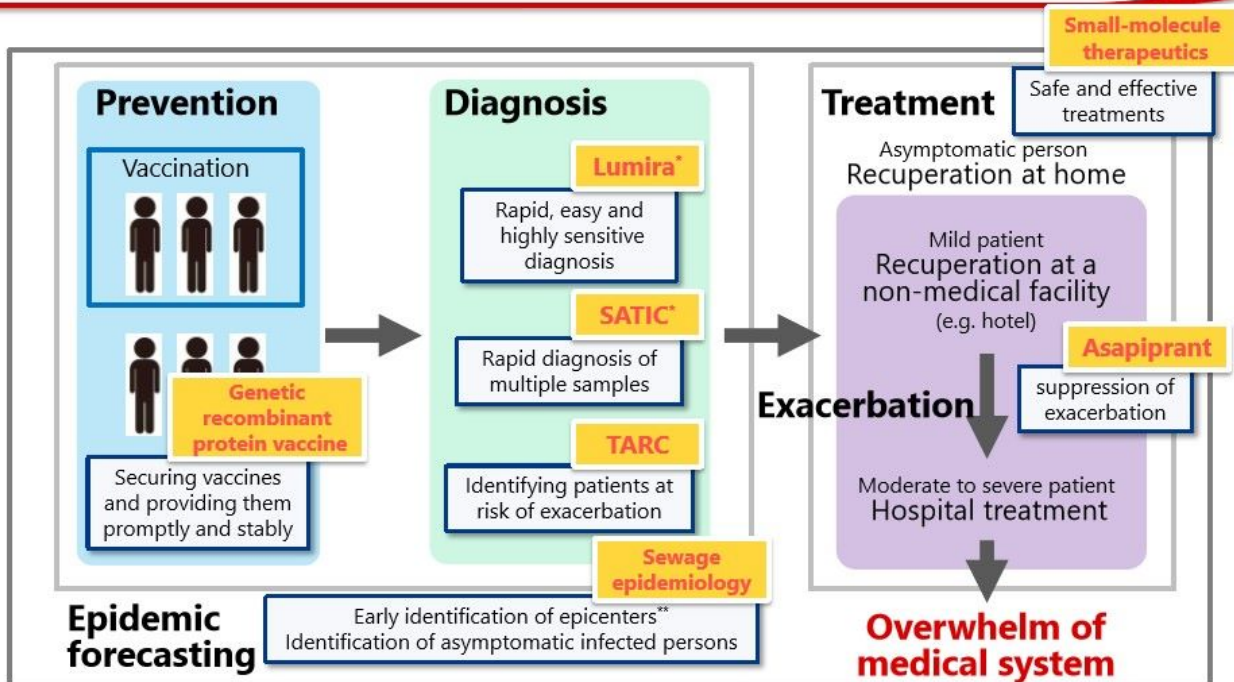 Prevention
Vaccination
Genetic
recombinant
protein vaccine
Securing vaccines
and providing them
promptly and stably
Diagnosis
Lumira*
Rapid, easy and
highly sensitive
diagnosis
SATIC*
Rapid diagnosis of
multiple samples
TARC
Identifying patients at
risk of exacerbation
Sewage
epidemiology
Epidemic
forecasting
Early identification of epicenters**
Identification of asymptomatic infected persons
Small-molecule
therapeutics
Treatment
Safe and effective
treatments
Asymptomatic person
Recuperation at home
Mild patient
Recuperation at a
non-medical facility
(e.g. hotel)
Asapiprant
suppression of
exacerbation
Exacerbation
Moderate to severe patient
Hospital treatment
Overwhelm of
medical system